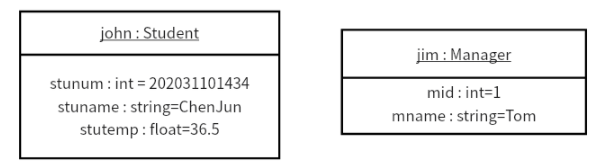 john : Student
stunum : int = 202031101434
stuname : string=ChenJun
stutemp : float=36.5
jim : Manager
mid : int=1
mname : string=Tom